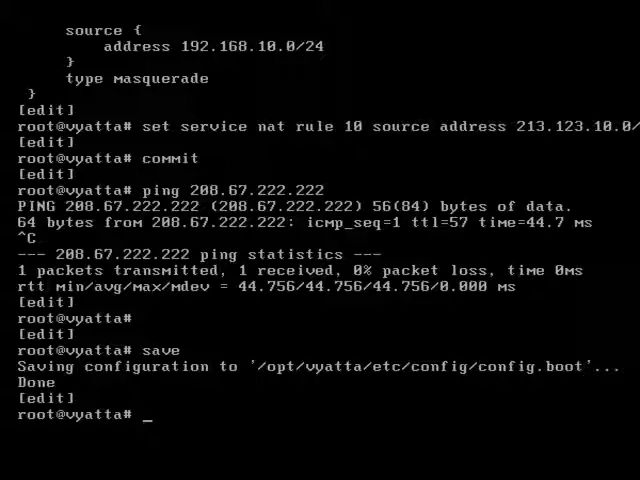 source {
address 192.168.10.0/24
}
type masquerade
}
[edit]
root@vyatta# set service nat rule 10 source address 213.123.10.0/
[edit]
root@vyatta# commit
[edit]
root@vyatta# ping 208.67.222.222
PING 208.67.222.222 (208.67.222.222) 56(84) bytes of data.
64 bytes from 208.67.222.222: icmp_seq=1 ttl=57 time=44.7 ms
^C
--- 208.67.222.222 ping statistics ---
1 packets transmitted, 1 received, 0% packet loss, time 0ms
rtt min/avg/max/mdev = 44.756/44.756/44.756/0.000 ms
[edit]
root@vyatta#
[edit]
root@vyatta# save
Saving configuration to '/opt/vyatta/etc/config/config.boot'...
Done
[edit]
root@vyatta# _